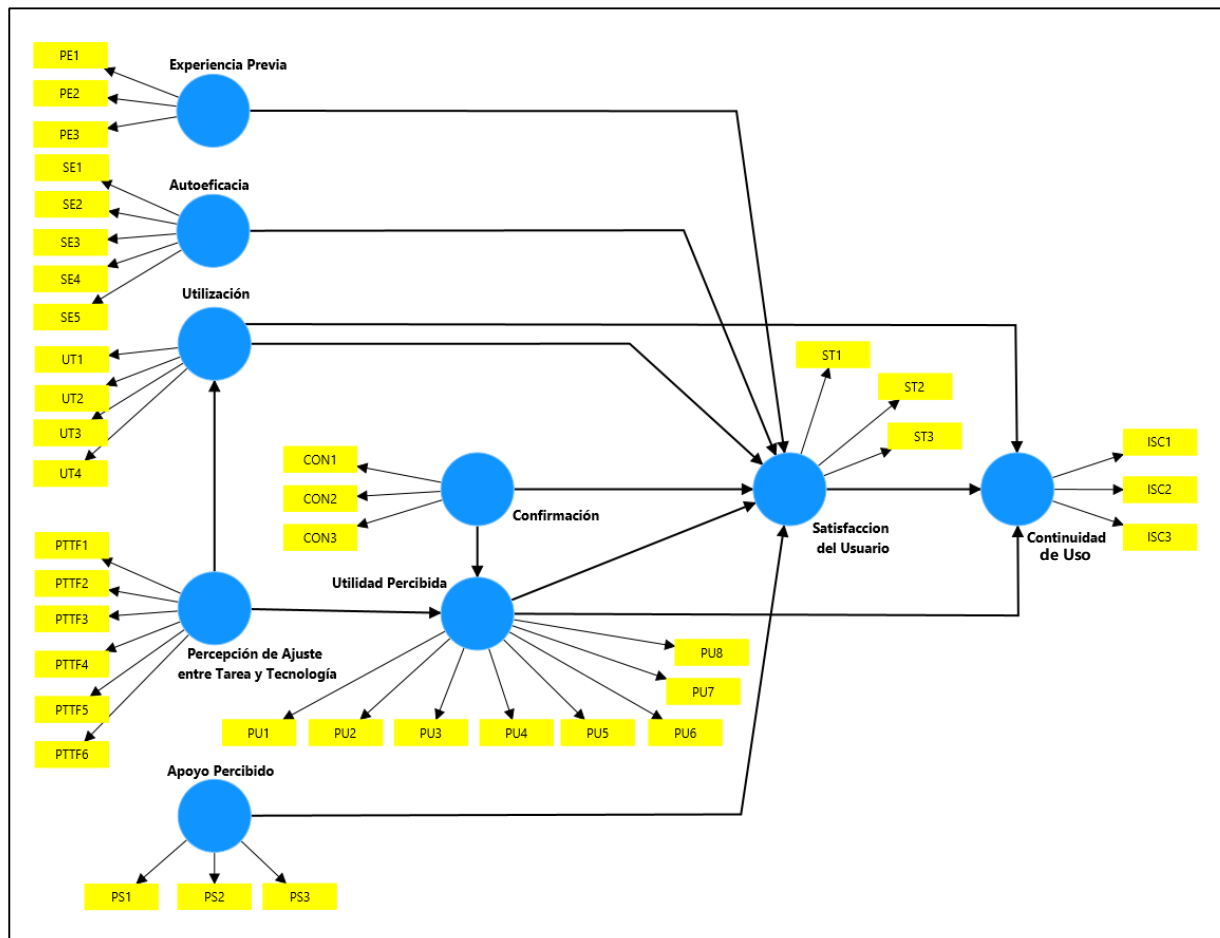 PE1
Experiencia Previa
PE2
PE3
SE1
Autoeficacia
SE2
SE3
SE4
SE5
Utilización
UT1
UT2
UT3
UT4
ST1
ST2
ST3
CON1
CON2
CON3
Confirmación
Satisfaccion
del Usuario
ISC1
ISC2
ISC3
Continuidad
de Uso
PTTF1
PTTF2
PTTF3
PTTF4
PTTF5
PTTF6
Percepción de Ajuste
entre Tarea y Tecnología
Utilidad Percibida
PU8
PU7
PU1
PU2
PU3
PU4
PU5
PU6
Apoyo Percibido
PS1
PS2
PS3